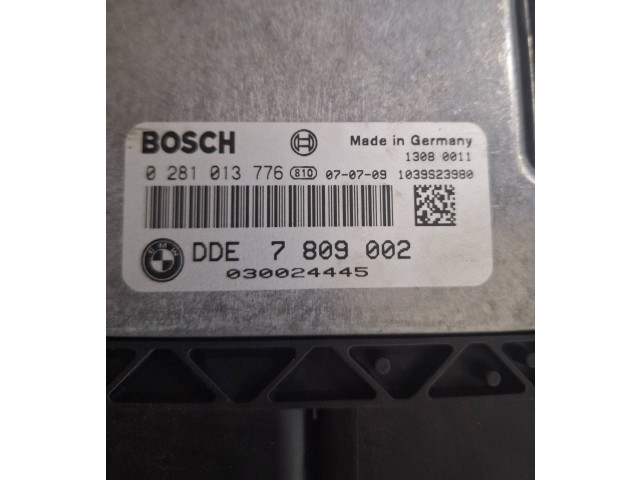 BOSCH Made in Germany
1308 0011
0 281 013 776 810 07-07-09 1039S23980
BMW DDE 7 809 002
030024445